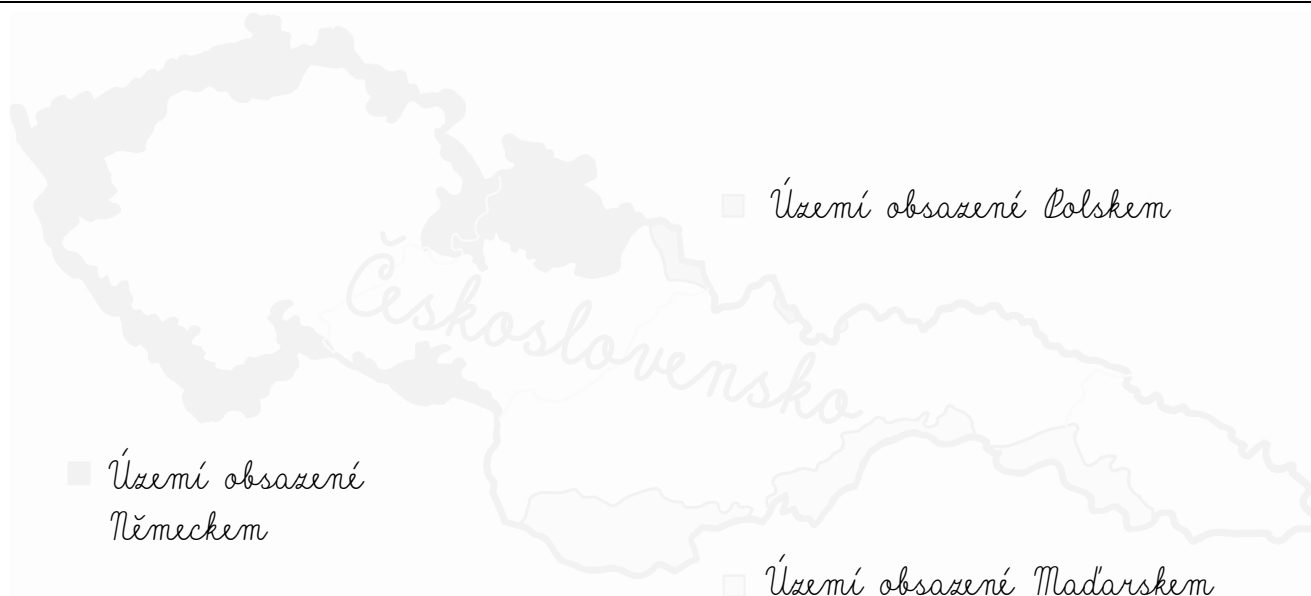 Území obsazené Polskem
Československo
Území obsazené
Německem
Území obsazené Maďarskem